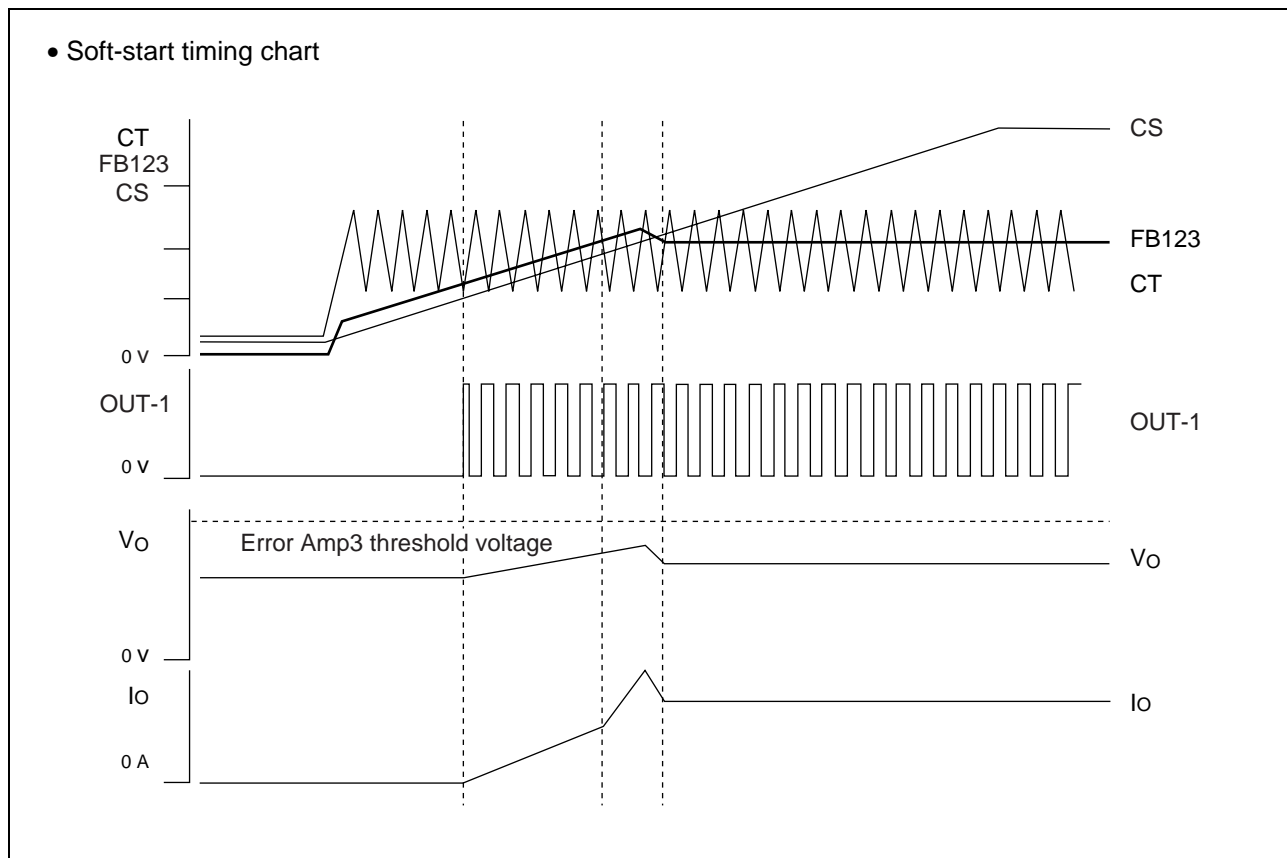 • Soft-start timing chart
CT
FB123
CS
0 V
CS
FB123
CT
OUT-1
0 V
OUT-1
Vo
Error Amp3 threshold voltage
0 V
Vo
Io
0 A
Io